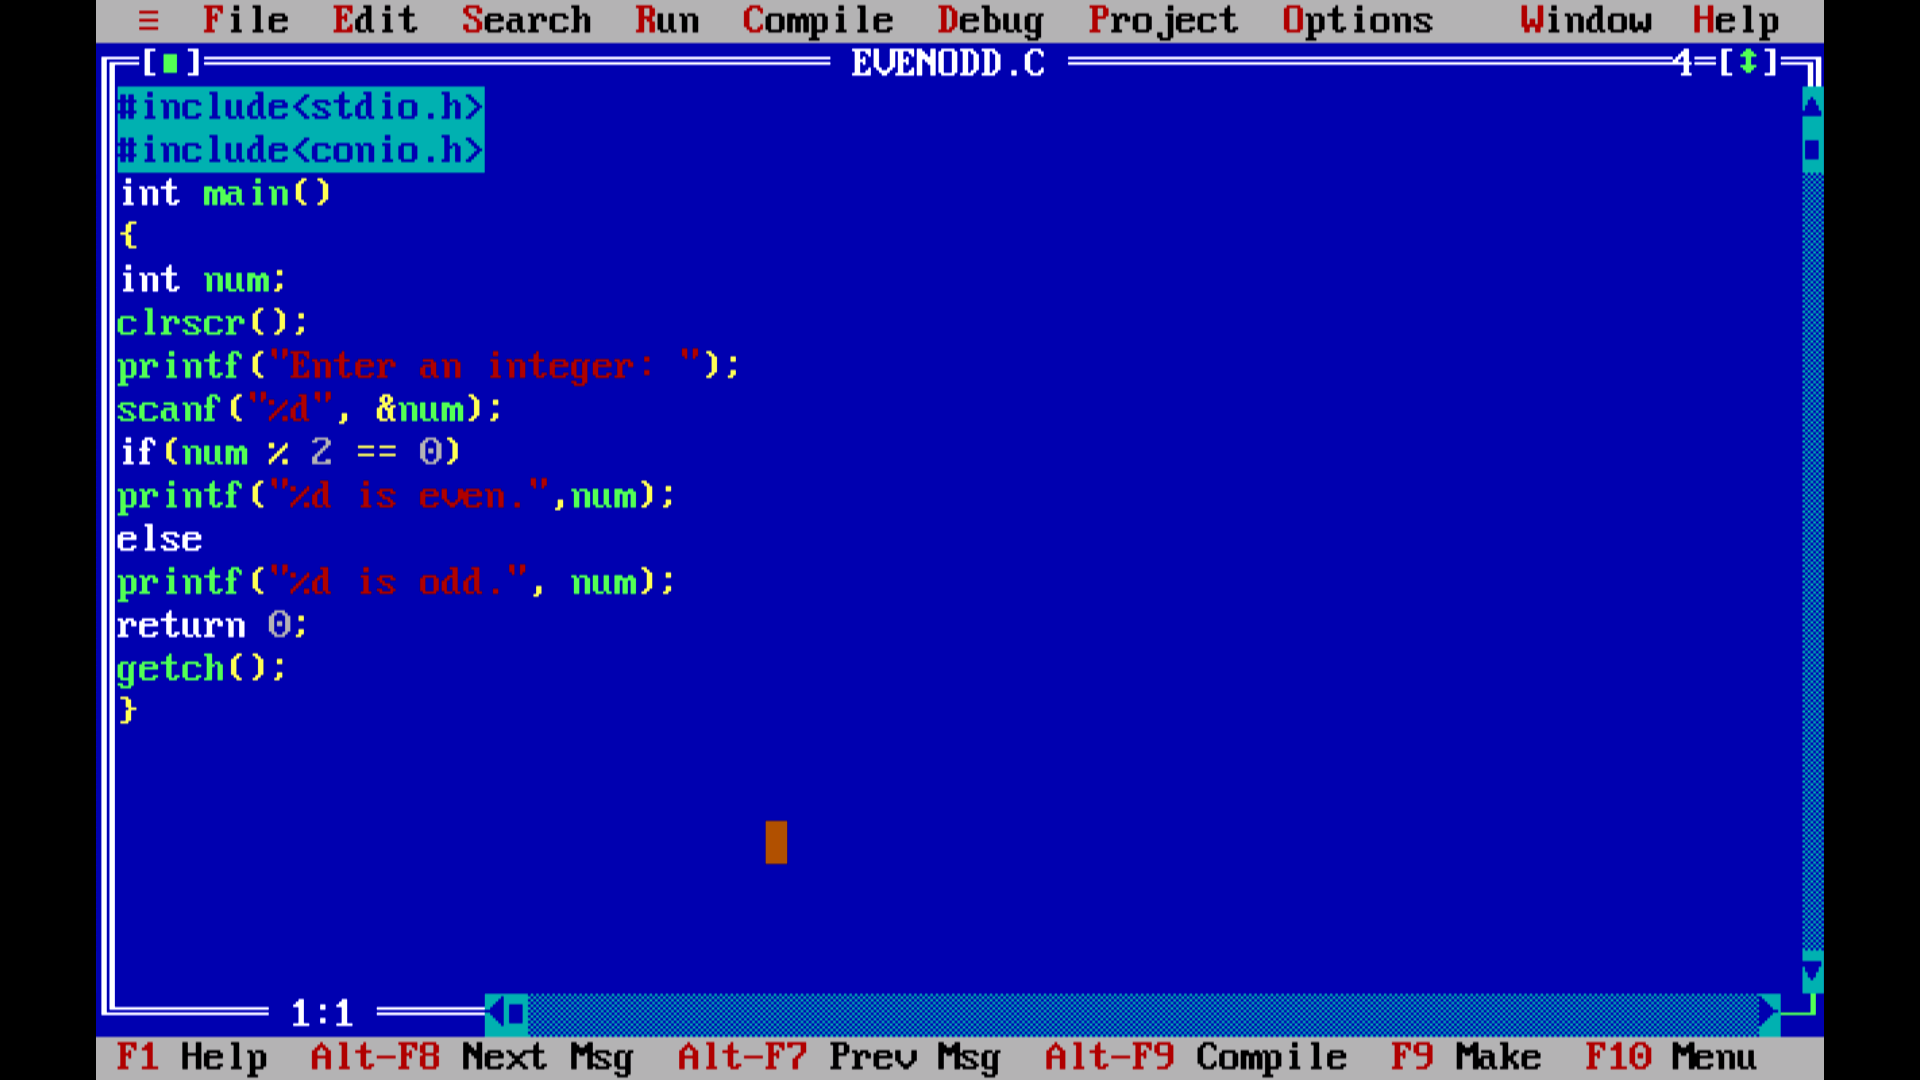 ≡ File Edit Search Run Compile Debug Project Options Window Help
[■] EVENODD.C 4=[↕]
#include<stdio.h>
#include<conio.h>
int main()
{
int num;
clrscr();
printf("Enter an integer: ");
scanf("%d", &num);
if(num % 2 == 0)
printf("%d is even.",num);
else
printf("%d is odd.", num);
return 0;
getch();
}
1:1
F1 Help Alt-F8 Next Msg Alt-F7 Prev Msg Alt-F9 Compile F9 Make F10 Menu